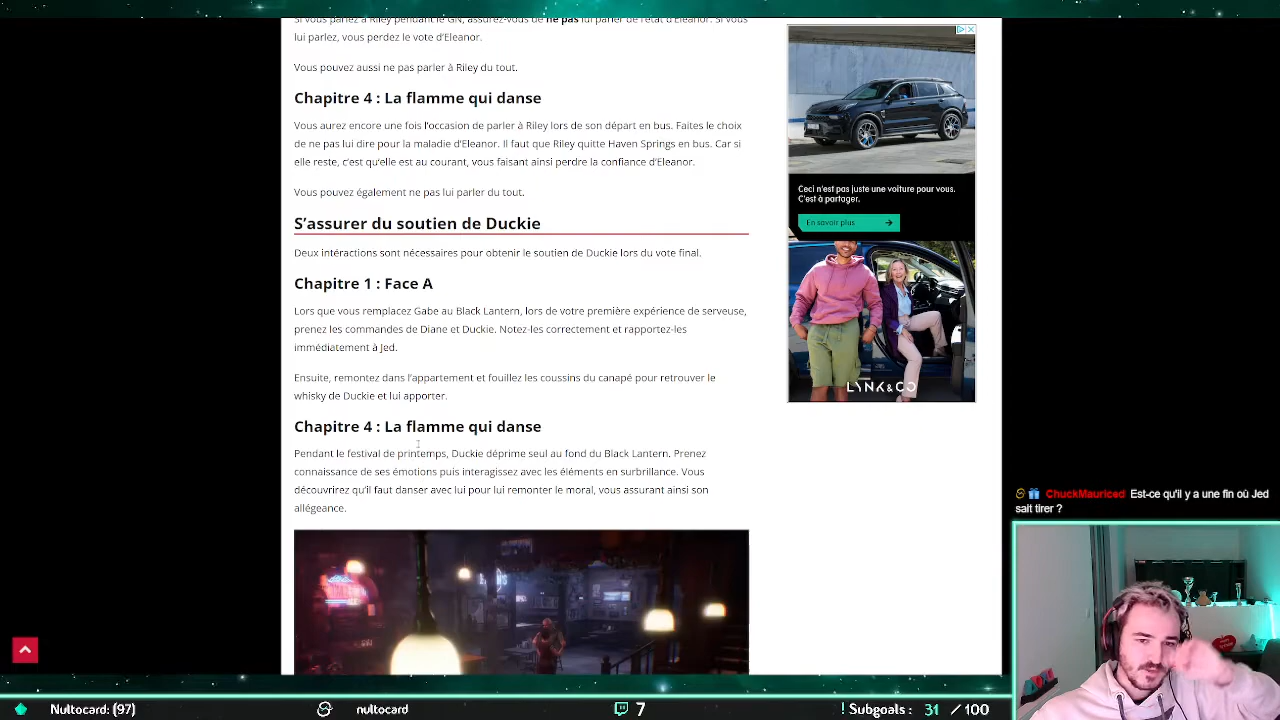 Si vous parlez à Riley pendant le GN, assurez-vous de ne pas lui parler de l'état d'Eleanor. Si vous
lui parlez, vous perdez le vote d'Eleanor.
Vous pouvez aussi ne pas parler à Riley du tout.
Chapitre 4 : La flamme qui danse
Vous aurez encore une fois l'occasion de parler à Riley lors de son départ en bus. Faites le choix
de ne pas lui dire pour la maladie d'Eleanor. Il faut que Riley quitte Haven Springs en bus. Car si
elle reste, c'est qu'elle est au courant, vous faisant ainsi perdre la confiance d'Eleanor.
Vous pouvez également ne pas lui parler du tout.
S'assurer du soutien de Duckie
Deux intéractions sont nécessaires pour obtenir le soutien de Duckie lors du vote final.
Chapitre 1 : Face A
Lors que vous remplacez Gabe au Black Lantern, lors de votre première expérience de serveuse,
prenez les commandes de Diane et Duckie. Notez-les correctement et rapportez-les
immédiatement à Jed.
Ensuite, remontez dans l'appartement et fouillez les coussins du canapé pour retrouver le
whisky de Duckie et lui apporter.
Chapitre 4 : La flamme qui danse
Pendant le festival de printemps, Duckie déprime seul au fond du Black Lantern. Prenez
connaissance de ses émotions puis interagissez avec les éléments en surbrillance. Vous
découvrirez qu'il faut danser avec lui pour lui remonter le moral, vous assurant ainsi son
allégeance.
Ceci n'est pas juste une voiture pour vous.
C'est à partager.
En savoir plus
LYNK&CO
ChuckMauriced Est-ce qu'il y a une fin où Jed
sait tirer ?
Nultocard: (97)
nultocard
7
! Subgoals : 31 / 100